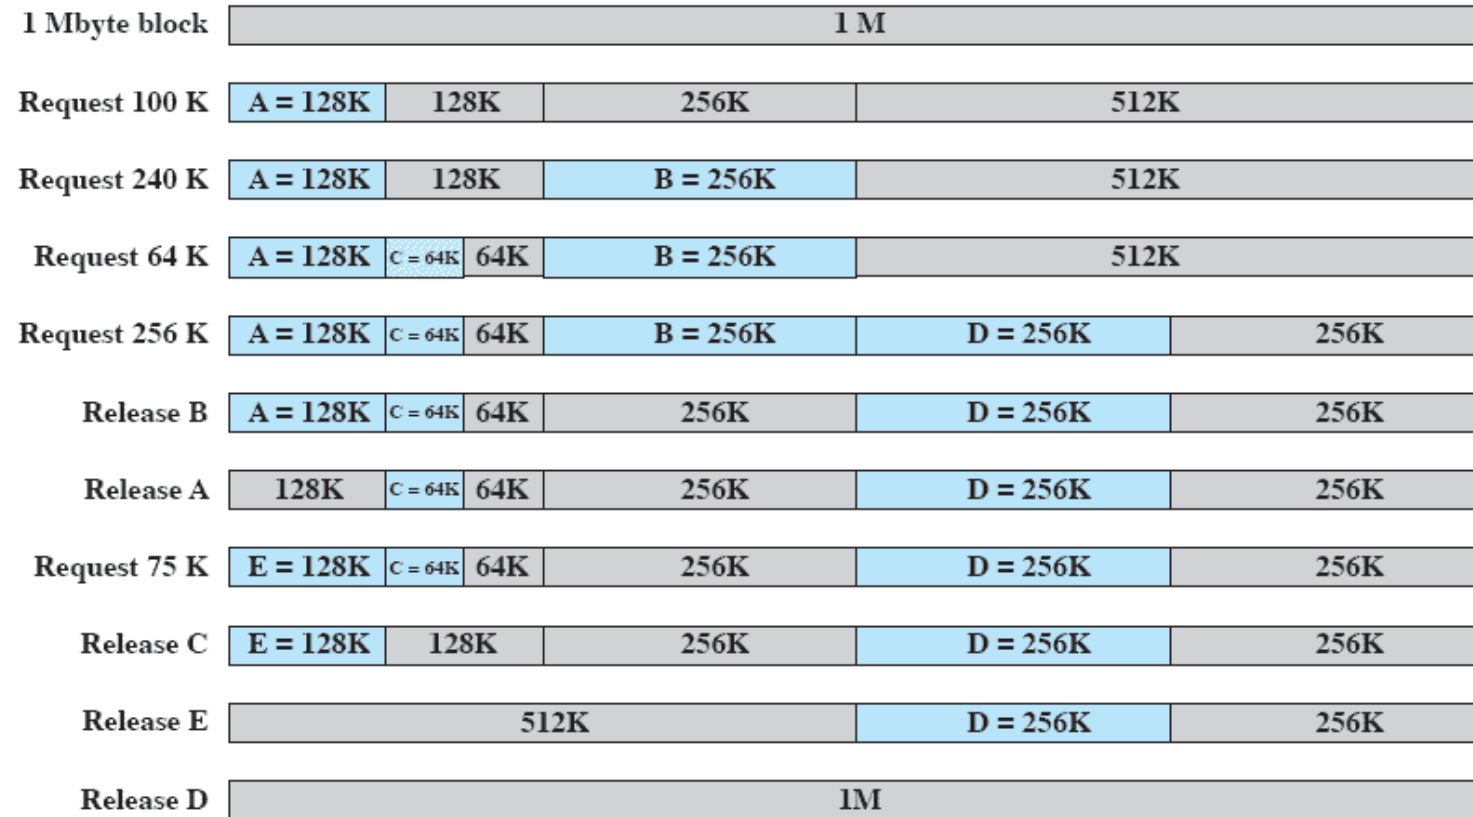 1 Mbyte block 1 M
Request 100 K A = 128K 128K 256K 512K
Request 240 K A = 128K 128K B = 256K 512K
Request 64 K A = 128K C = 64K 64K B = 256K 512K
Request 256 K A = 128K C = 64K 64K B = 256K D = 256K 256K
Release B A = 128K C = 64K 64K 256K D = 256K 256K
Release A 128K C = 64K 64K 256K D = 256K 256K
Request 75 K E = 128K C = 64K 64K 256K D = 256K 256K
Release C E = 128K 128K 256K D = 256K 256K
Release E 512K D = 256K 256K
Release D 1M